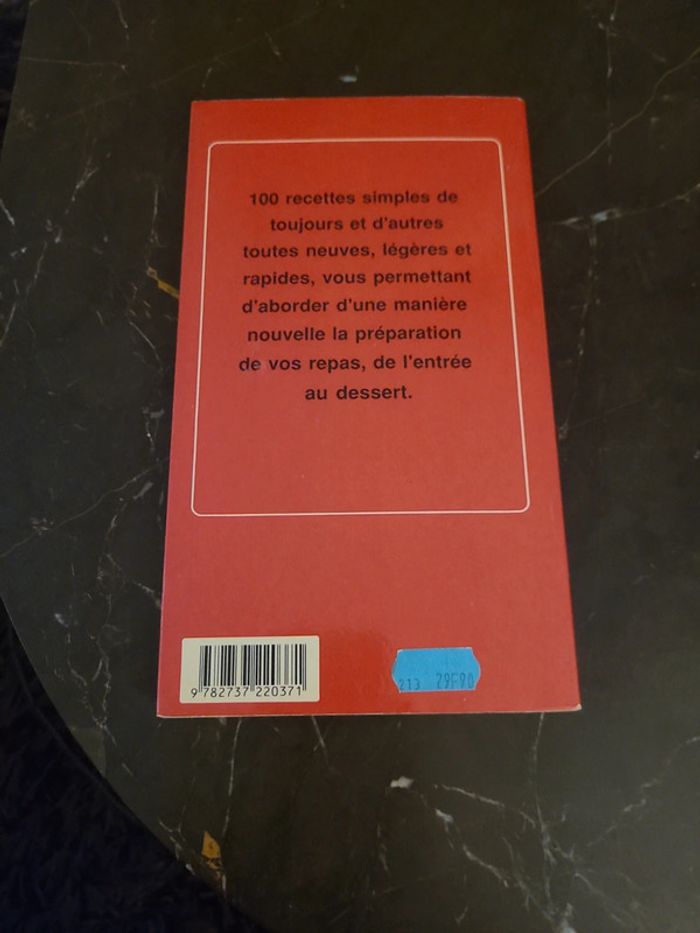 100 recettes simples de
toujours et d'autres
toutes neuves, légères et
rapides, vous permettant
d'aborder d'une manière
nouvelle la préparation
de vos repas, de l'entrée
au dessert.
9 782737 220371
213 29F90